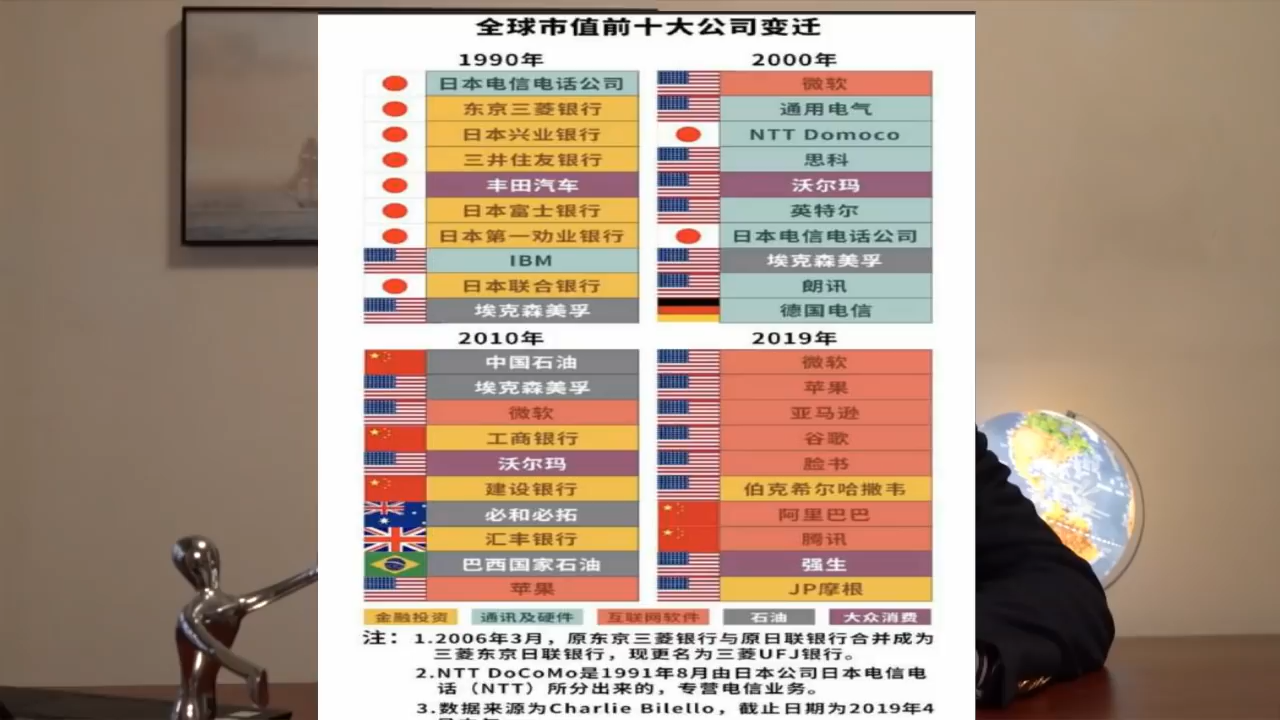 全球市值前十大公司变迁
1990年
日本电信电话公司
东京三菱银行
日本兴业银行
三井住友银行
丰田汽车
日本富士银行
日本第一劝业银行
IBM
日本联合银行
埃克森美孚
2000年
微软
通用电气
NTT Domoco
思科
沃尔玛
英特尔
日本电信电话公司
埃克森美孚
朗讯
德国电信
2010年
中国石油
埃克森美孚
微软
工商银行
沃尔玛
建设银行
必和必拓
汇丰银行
巴西国家石油
苹果
2019年
微软
苹果
亚马逊
谷歌
脸书
伯克希尔哈撒韦
阿里巴巴
腾讯
强生
JP摩根
金融投资 通讯及硬件 互联网软件 石油 大众消费
注：1.2006年3月，原东京三菱银行与原日联银行合并成为
三菱东京日联银行，现更名为三菱UFJ银行。
2.NTT DoCoMo是1991年8月由日本公司日本电信电
话（NTT）所分出来的，专营电信业务。
3.数据来源为Charlie Bilello，截止日期为2019年4